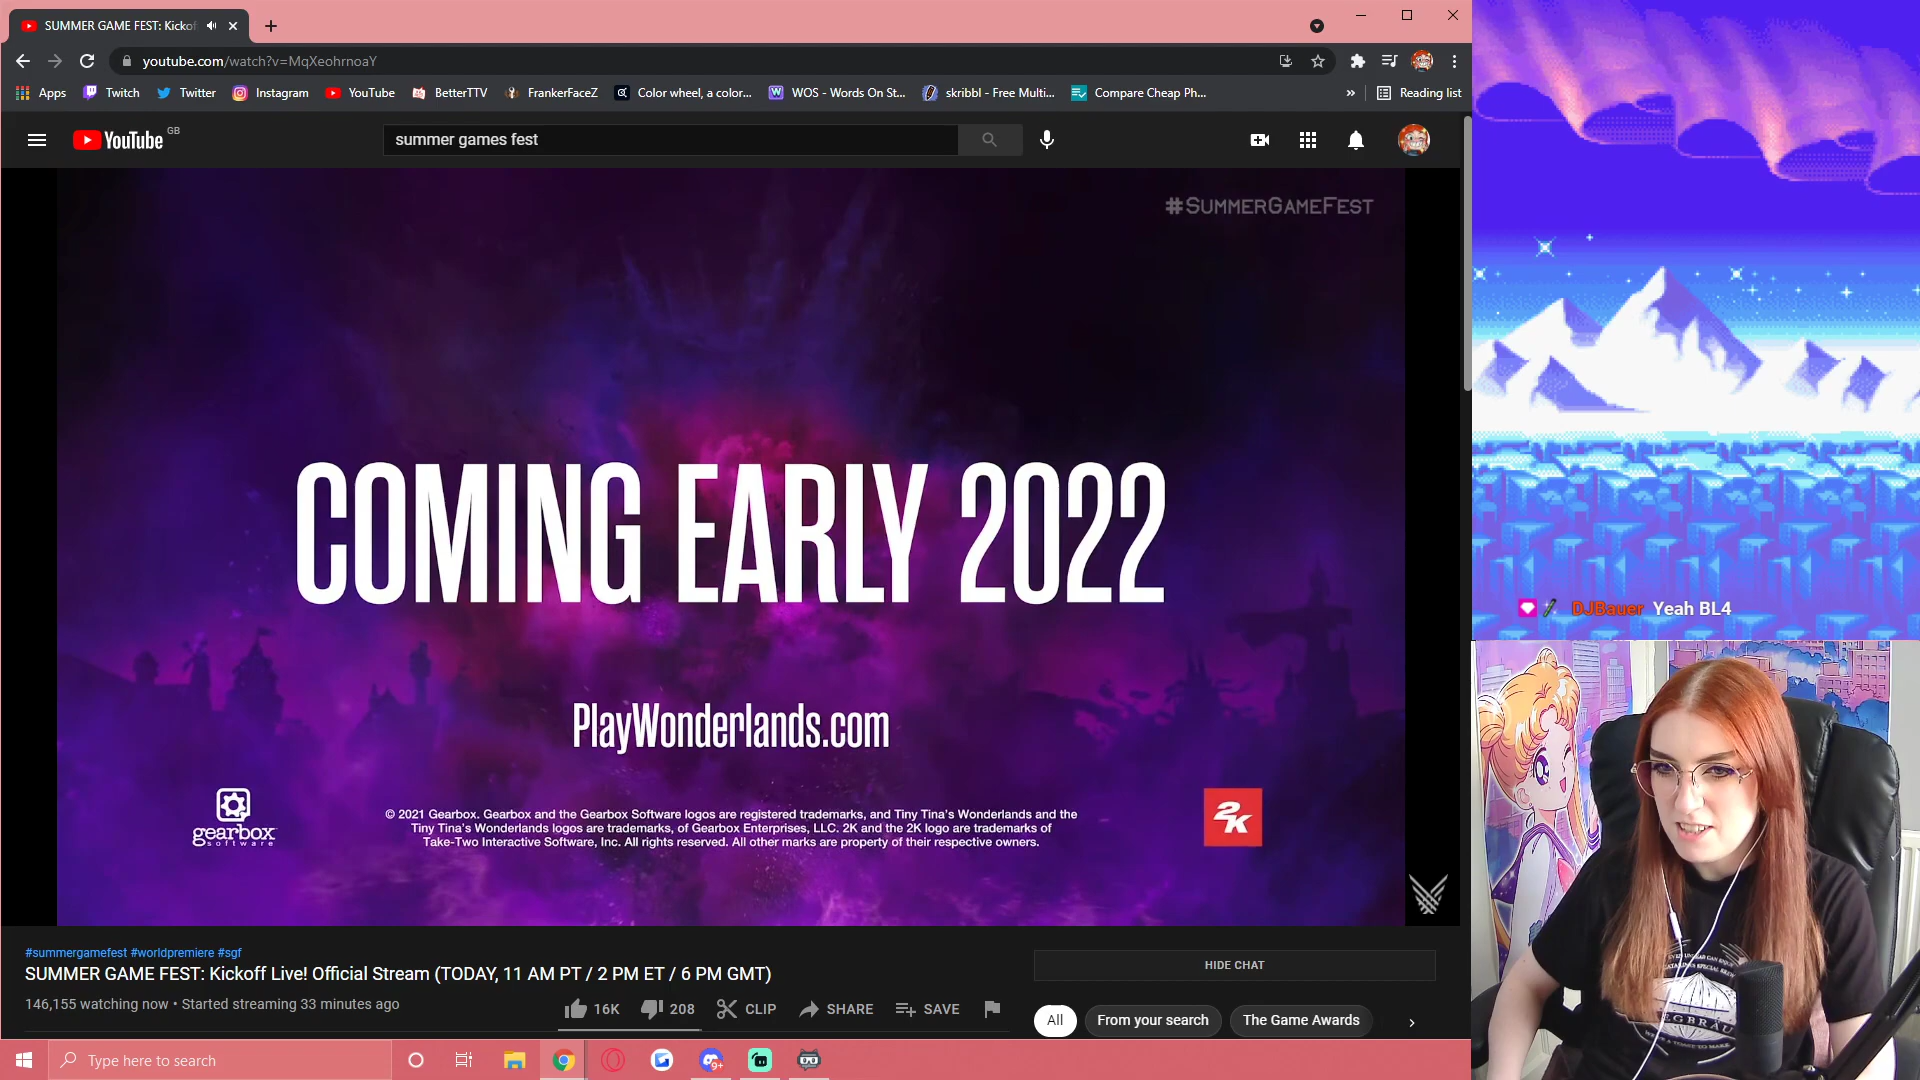 SUMMER GAME FEST: Kickof
youtube.com/watch?v=MqXeohrnoaY
Apps Twitch Twitter Instagram YouTube BetterTTV FrankerFaceZ Color wheel, a color... WOS - Words On St... skribbl - Free Multi... Compare Cheap Ph... » Reading list
YouTube GB
summer games fest
#SUMMERGAMEFEST
COMING EARLY 2022
PlayWonderlands.com
gearbox
software
© 2021 Gearbox. Gearbox and the Gearbox Software logos are registered trademarks, and Tiny Tina's Wonderlands and the
Tiny Tina's Wonderlands logos are trademarks, of Gearbox Enterprises, LLC. 2K and the 2K logo are trademarks of
Take-Two Interactive Software, Inc. All rights reserved. All other marks are property of their respective owners.
2K
DJBauer Yeah BL4
#summergamefest #worldpremiere #sgf
SUMMER GAME FEST: Kickoff Live! Official Stream (TODAY, 11 AM PT / 2 PM ET / 6 PM GMT)
146,155 watching now • Started streaming 33 minutes ago
16K 208 CLIP SHARE SAVE
HIDE CHAT
All From your search The Game Awards
Type here to search
9+